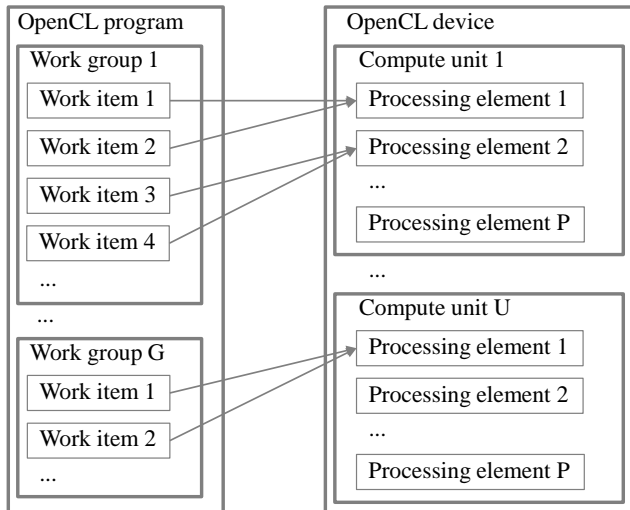 OpenCL program
Work group 1
Work item 1
Work item 2
Work item 3
Work item 4
...
...
Work group G
Work item 1
Work item 2
...
OpenCL device
Compute unit 1
Processing element 1
Processing element 2
...
Processing element P
...
Compute unit U
Processing element 1
Processing element 2
...
Processing element P